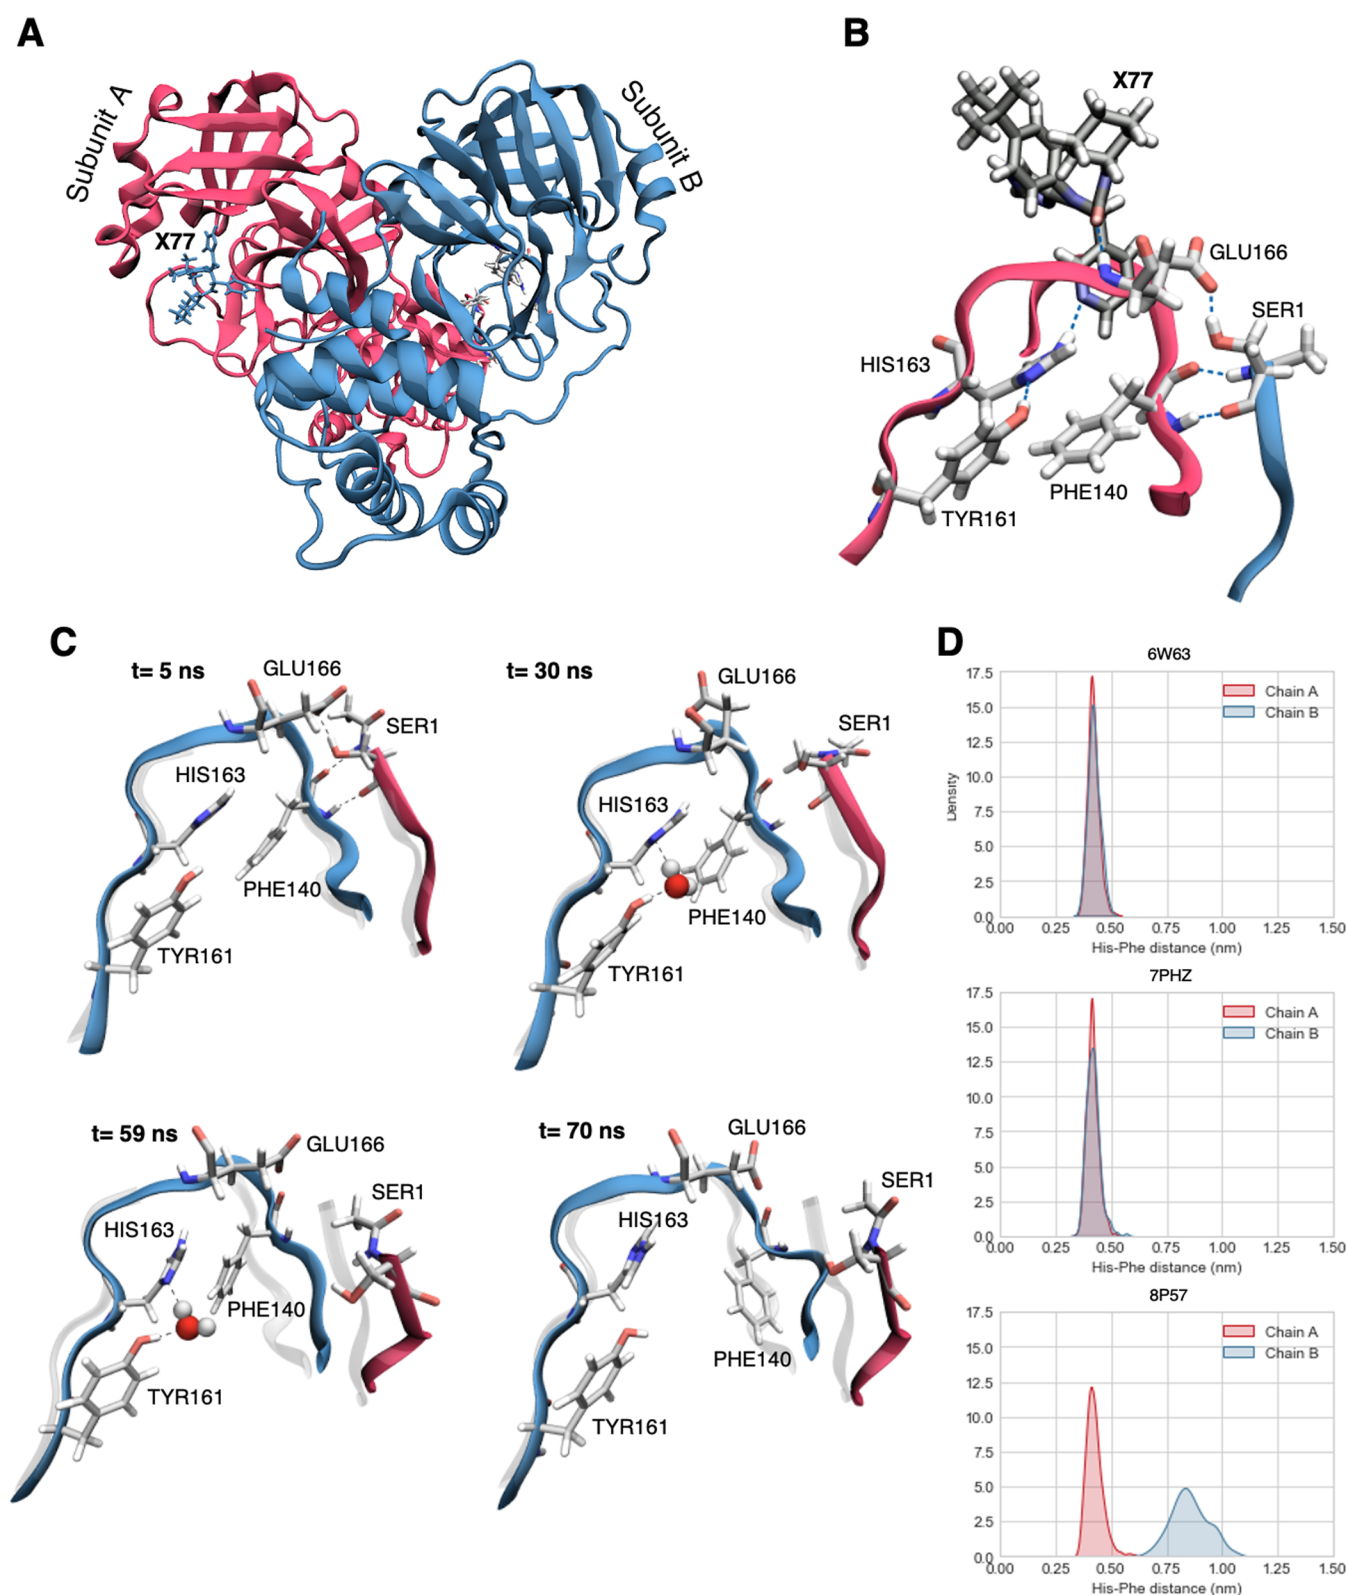 A
Subunit A
Subunit B
X77
B
X77
GLU166
SER1
HIS163
PHE140
TYR161
C
t= 5 ns
GLU166
SER1
HIS163
PHE140
TYR161
t= 30 ns
GLU166
SER1
HIS163
PHE140
TYR161
t= 59 ns
GLU166
SER1
HIS163
PHE140
TYR161
t= 70 ns
GLU166
SER1
HIS163
PHE140
TYR161
D
6W63
17.5
15.0
12.5
10.0
7.5
5.0
2.5
0.0
Density
Chain A
Chain B
0.00 0.25 0.50 0.75 1.00 1.25 1.50
His-Phe distance (nm)
7PHZ
17.5
15.0
12.5
10.0
7.5
5.0
2.5
0.0
Chain A
Chain B
0.00 0.25 0.50 0.75 1.00 1.25 1.50
His-Phe distance (nm)
8P57
17.5
15.0
12.5
10.0
7.5
5.0
2.5
0.0
Chain A
Chain B
0.00 0.25 0.50 0.75 1.00 1.25 1.50
His-Phe distance (nm)